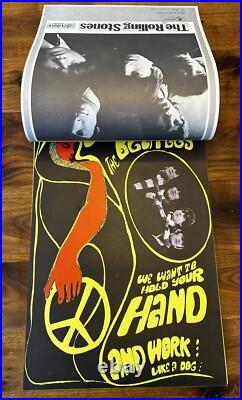 The Rolling Stones
THE BEATLES
WE WANT TO
HOLD YOUR
HAND
AND WORK:
LIKE A DOG: